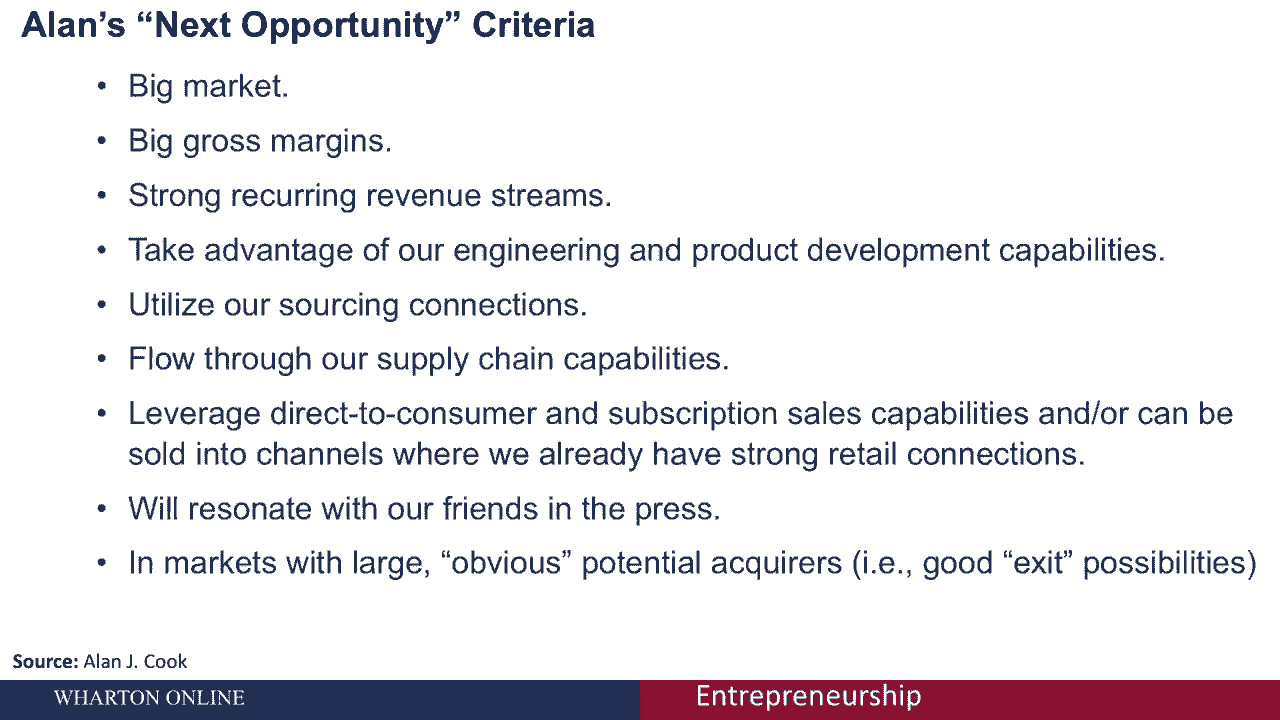 Alan’s “Next Opportunity” Criteria
• Big market.
• Big gross margins.
• Strong recurring revenue streams.
• Take advantage of our engineering and product development capabilities.
• Utilize our sourcing connections.
• Flow through our supply chain capabilities.
• Leverage direct-to-consumer and subscription sales capabilities and/or can be
sold into channels where we already have strong retail connections.
• Will resonate with our friends in the press.
• In markets with large, “obvious” potential acquirers (i.e., good “exit” possibilities)
Source: Alan J. Cook
WHARTON ONLINE
Entrepreneurship